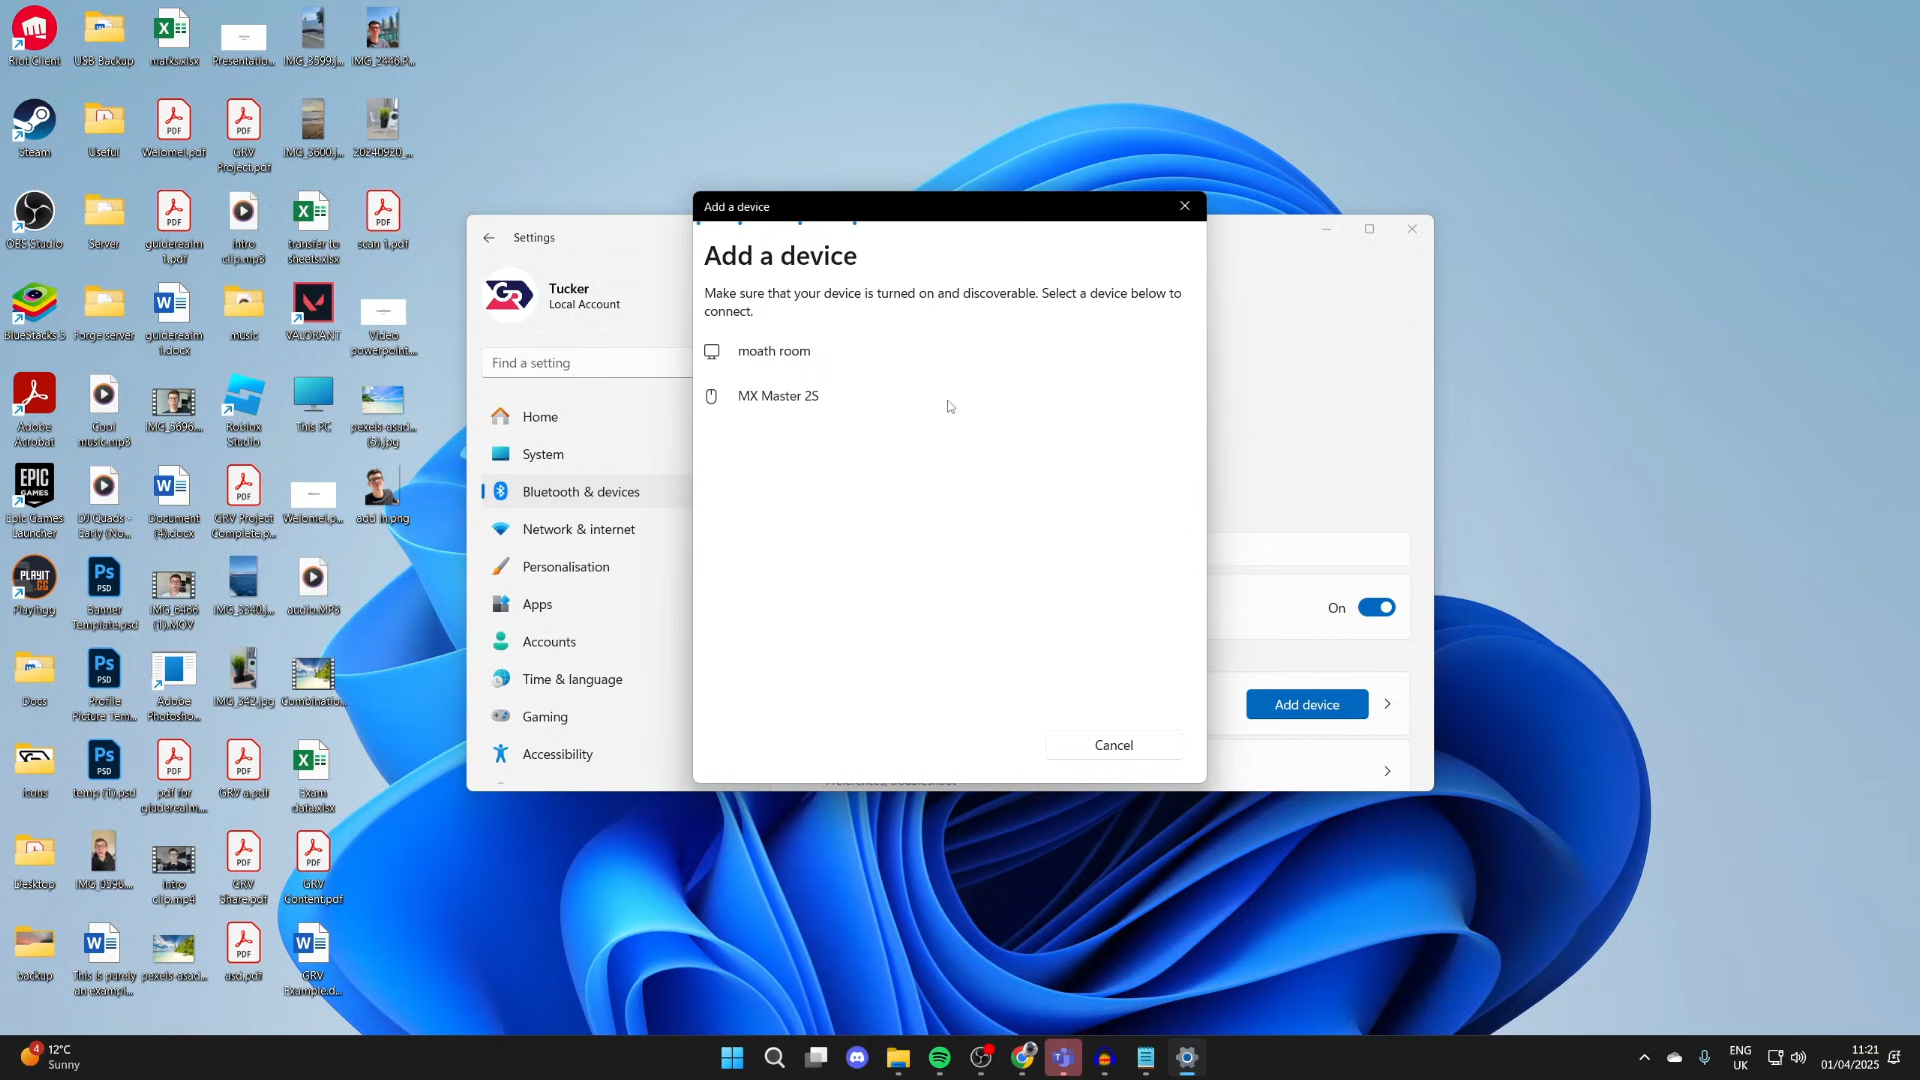 Riot Client
USB Backup
marks.xlsx
Presentatio...
IMG_3599.j...
IMG_2446.P...
Steam
Useful
Welome!.pdf
GRV
Project.pdf
IMG_3600.j...
20240920_...
OBS Studio
Server
guiderealm
1.pdf
intro
clip.mp3
transfer to
sheets.xlsx
scan 1.pdf
BlueStacks 5
Forge server
guiderealm
1.docx
music
VALORANT
Video
powerpoint....
Adobe
Acrobat
Cool
music.mp3
IMG_5696....
Roblox
Studio
This PC
pexels-asad...
(5).jpg
Epic Games
Launcher
DJ Quads -
Early (No...
Document
(4).docx
GRV Project
Complete.p...
Welome!.p...
add in.png
Playit.gg
Banner
Template.psd
IMG_6466
(1).MOV
IMG_3340.j...
audio.MP3
Docs
Profile
Picture Tem...
Adobe
Photosho...
IMG_342.jpg
Combinatio...
icons
temp (1).psd
pdf for
giuderealm....
GRV a.pdf
Exam
data.xlsx
Desktop
IMG_0596....
intro
clip.mp4
GRV
Share.pdf
GRV
Content.pdf
backup
This is purely
an exampl...
pexels-asad...
asd.pdf
GRV
Example.d...
Settings
Tucker
Local Account
Find a setting
Home
System
Bluetooth & devices
Network & internet
Personalisation
Apps
Accounts
Time & language
Gaming
Accessibility
Add a device
Add a device
Make sure that your device is turned on and discoverable. Select a device below to
connect.
moath room
MX Master 2S
Cancel
On
Add device
4
12°C
Sunny
ENG
UK
11:21
01/04/2025